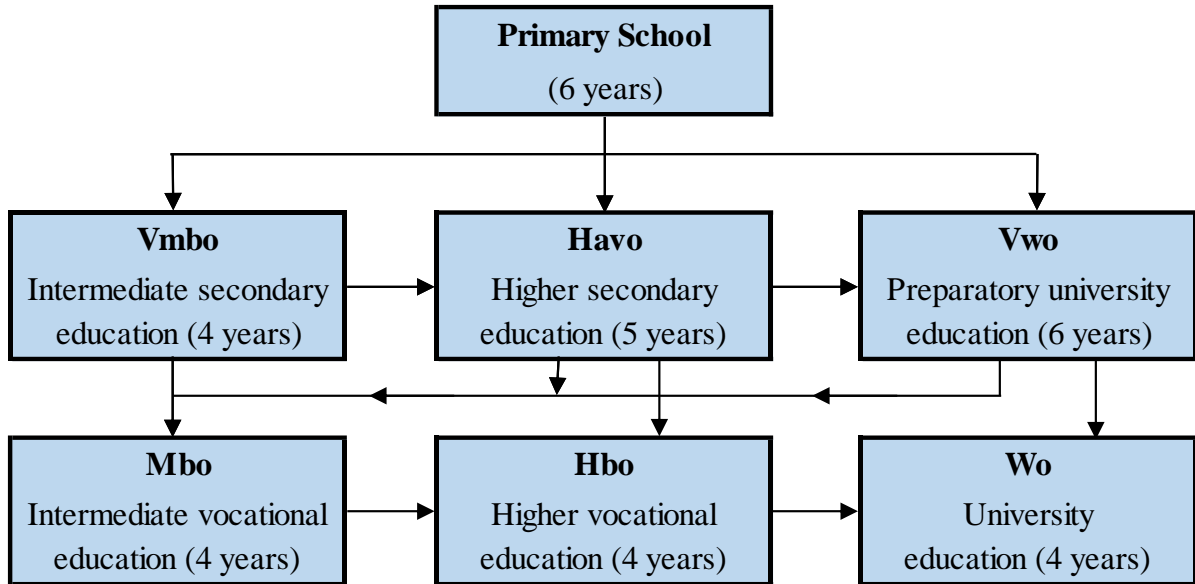 Primary School
(6 years)
Vmbo
Intermediate secondary
education (4 years)
Havo
Higher secondary
education (5 years)
Vwo
Preparatory university
education (6 years)
Mbo
Intermediate vocational
education (4 years)
Hbo
Higher vocational
education (4 years)
Wo
University
education (4 years)